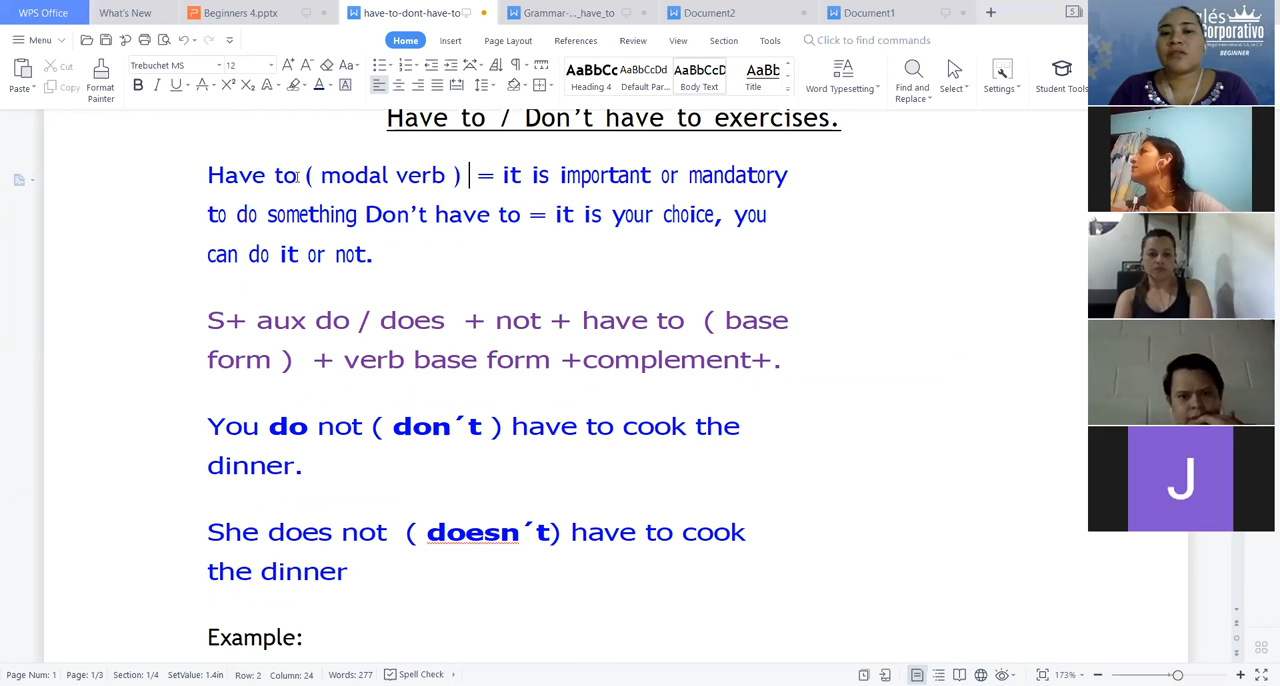 WPS Office What's New Beginners 4.pptx have-to-dont-have-to Grammar-..._have_to Document2 Document1 + 5
Menu Home Insert Page Layout References Review View Section Tools Click to find commands
Paste Cut Copy Format Painter Trebuchet MS 12 AaBbCc Heading 4 AaBbCcDd Default Par... AaBbCcD Body Text AaBb Title Word Typesetting Find and Replace Select Settings Student Tools
Have to / Don't have to exercises.
Have to ( modal verb ) = it is important or mandatory
to do something Don't have to = it is your choice, you
can do it or not.
S+ aux do / does + not + have to ( base
form ) + verb base form +complement+.
You do not ( don´t ) have to cook the
dinner.
She does not ( doesn´t) have to cook
the dinner
Example:
Page Num: 1 Page: 1/3 Section: 1/4 SetValue: 1.4in Row: 2 Column: 24 Words: 277 Spell Check 173%
glés
Corporativo
BEGINNER
J